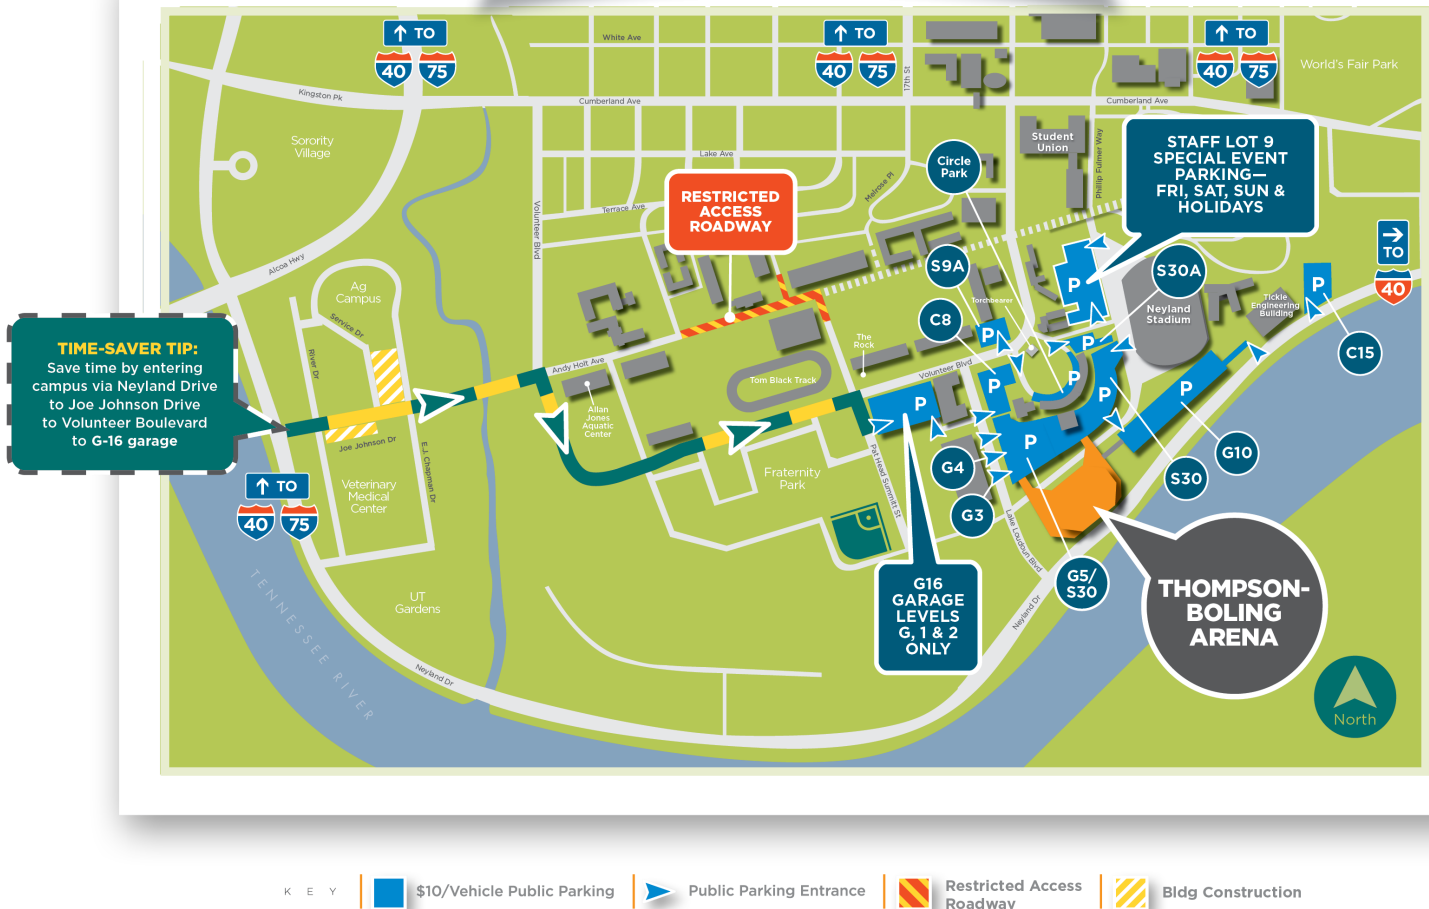 TO
40 75
TO
40 75
TO
40 75
White Ave
17th St
World's Fair Park
Kingston Pk
Cumberland Ave
Cumberland Ave
Sorority
Village
Student
Union
Phillip Fulmer Way
STAFF LOT 9
SPECIAL EVENT
PARKING—
FRI, SAT, SUN &
HOLIDAYS
Lake Ave
Circle
Park
Melrose Pl
RESTRICTED
ACCESS
ROADWAY
Terrace Ave
Volunteer Blvd
TO
40
Alcoa Hwy
S9A
S30A
Ag
Campus
P
P
Torchbearer
Tickle
Engineering
Building
Neyland
Stadium
Service Dr
C8
P
P
The
Rock
C15
TIME-SAVER TIP:
Save time by entering
campus via Neyland Drive
to Joe Johnson Drive
to Volunteer Boulevard
to G-16 garage
River Dr
Andy Holt Ave
Volunteer Blvd
Tom Black Track
P
P
P
P
P
Allan
Jones
Aquatic
Center
Joe Johnson Dr
E.J. Chapman Dr
P
Pat Head Summitt St
G4
G10
S30
Fraternity
Park
TO
40 75
Veterinary
Medical
Center
G3
Lake Loudoun Blvd
G5/
S30
G16
GARAGE
LEVELS
G, 1 & 2
ONLY
THOMPSON-
BOLING
ARENA
UT
Gardens
Neyland Dr
TENNESSEE RIVER
Neyland Dr
North
KEY
$10/Vehicle Public Parking
Public Parking Entrance
Restricted Access
Roadway
Bldg Construction